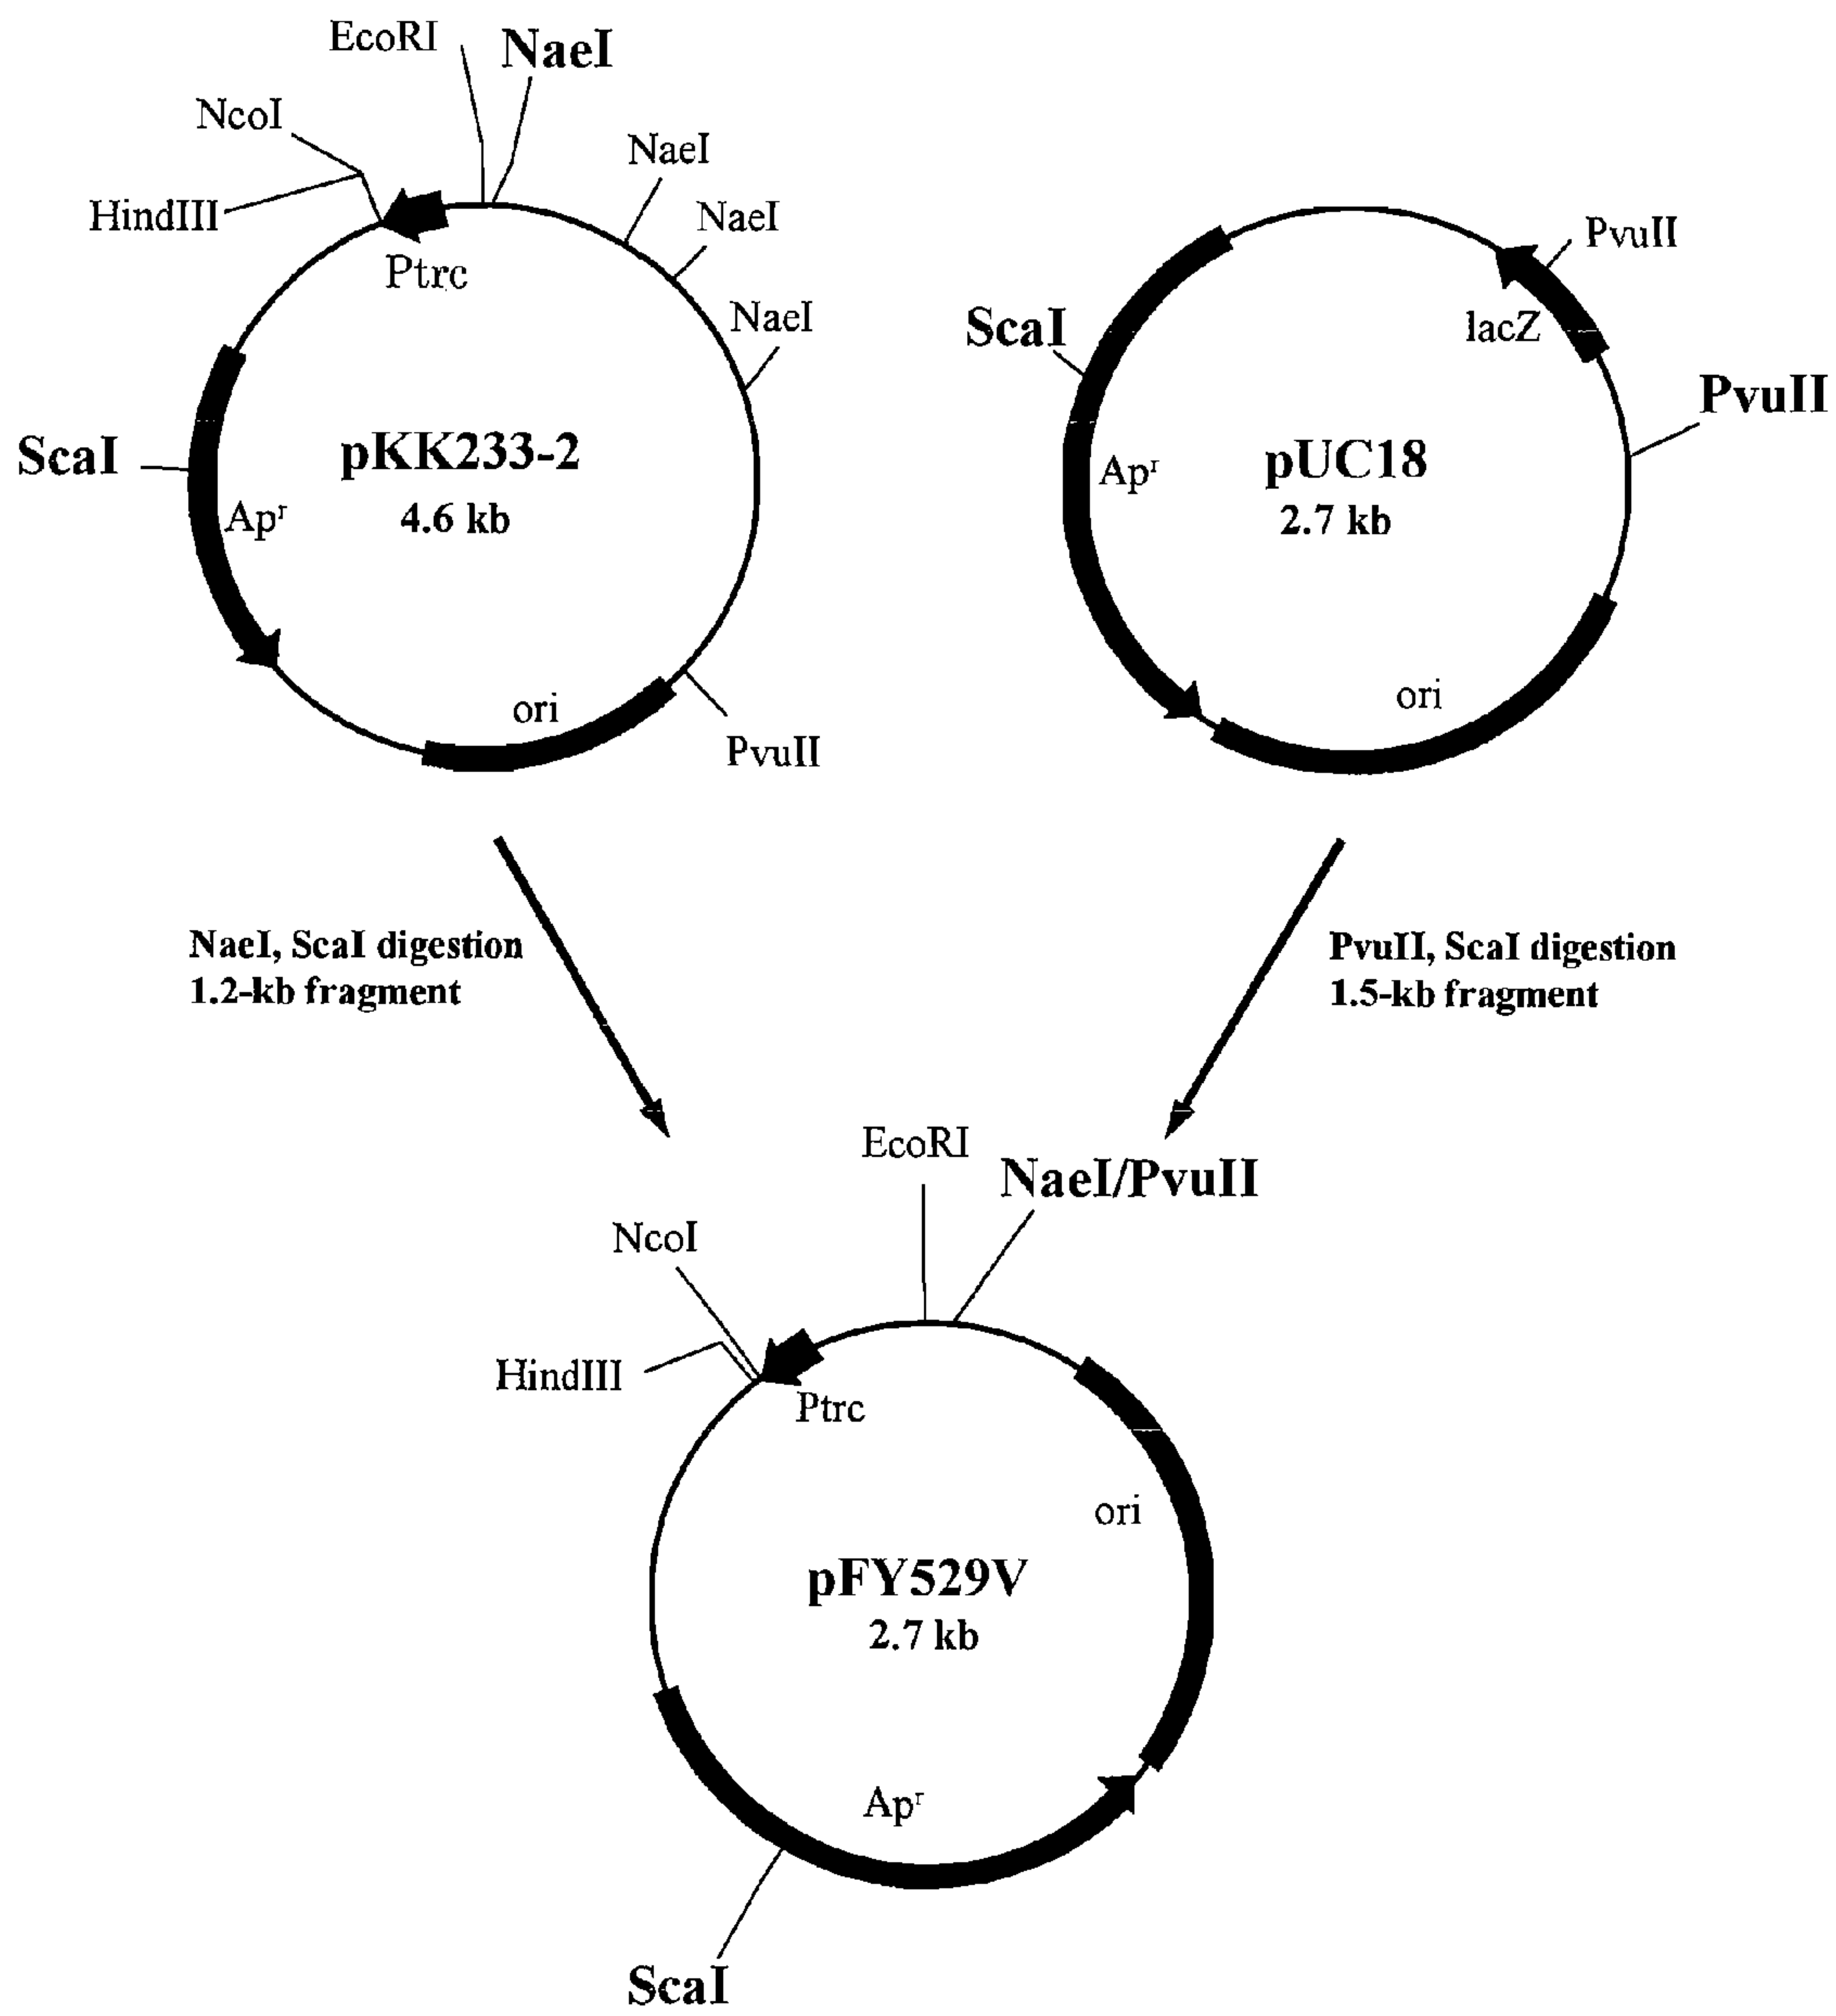 EcoRI
NaeI
NcoI
NaeI
HindIII
NaeI
Ptrc
NaeI
ScaI
pKK233-2
4.6 kb
Apʳ
ori
PvuII
PvuII
lacZ
ScaI
PvuII
pUC18
2.7 kb
Apʳ
ori
NaeI, ScaI digestion
1.2-kb fragment
PvuII, ScaI digestion
1.5-kb fragment
EcoRI
NaeI/PvuII
NcoI
HindIII
Ptrc
ori
pFY529V
2.7 kb
Apʳ
ScaI